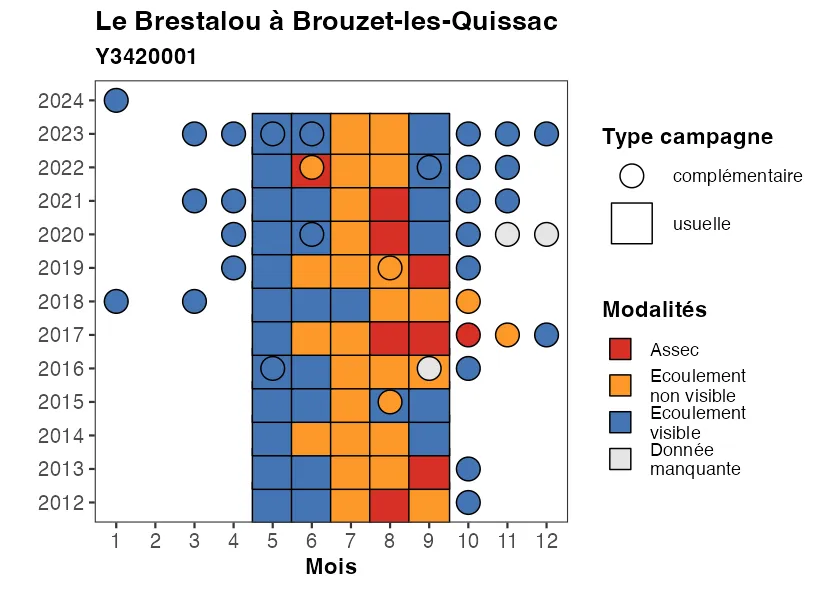 Le Brestalou à Brouzet-les-Quissac
Y3420001
2024
2023
2022
2021
2020
2019
2018
2017
2016
2015
2014
2013
2012
1 2 3 4 5 6 7 8 9 10 11 12
Mois
Type campagne
complémentaire
usuelle
Modalités
Assec
Ecoulement
non visible
Ecoulement
visible
Donnée
manquante